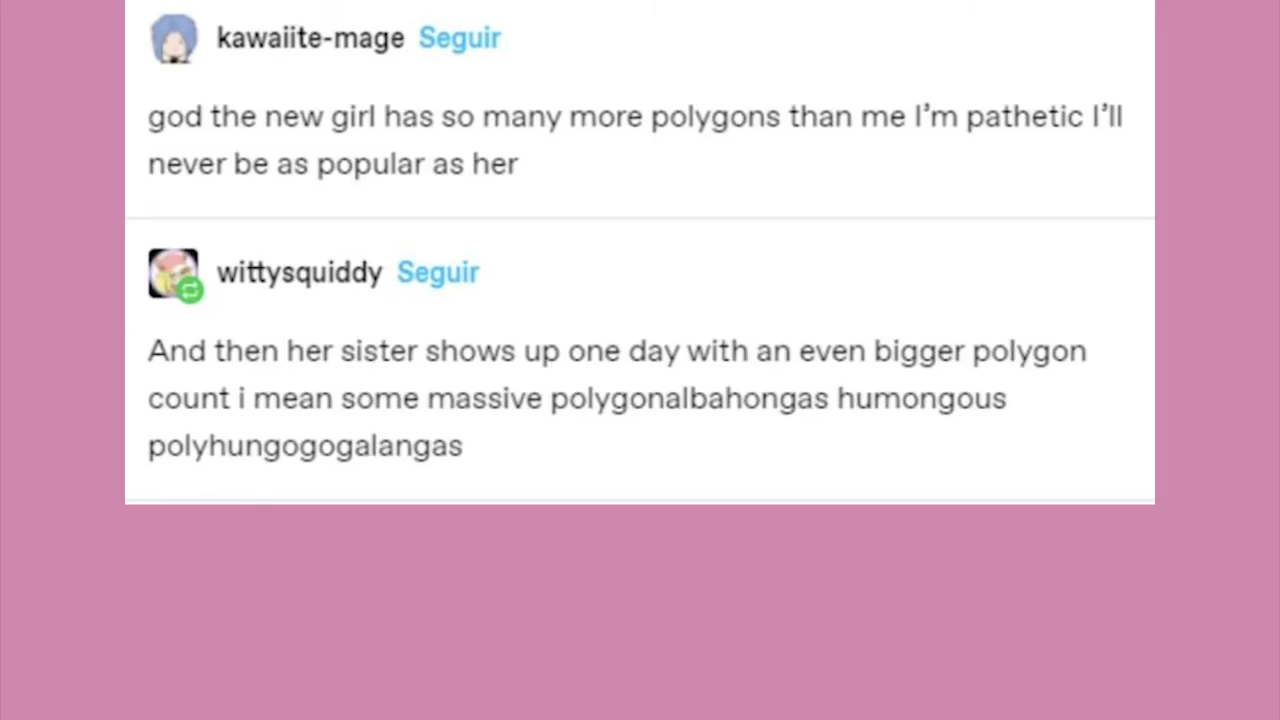 kawaiite-mage Seguir
god the new girl has so many more polygons than me I'm pathetic I'll
never be as popular as her
wittysquiddy Seguir
And then her sister shows up one day with an even bigger polygon
count i mean some massive polygonalbahongas humongous
polyhungogogalangas